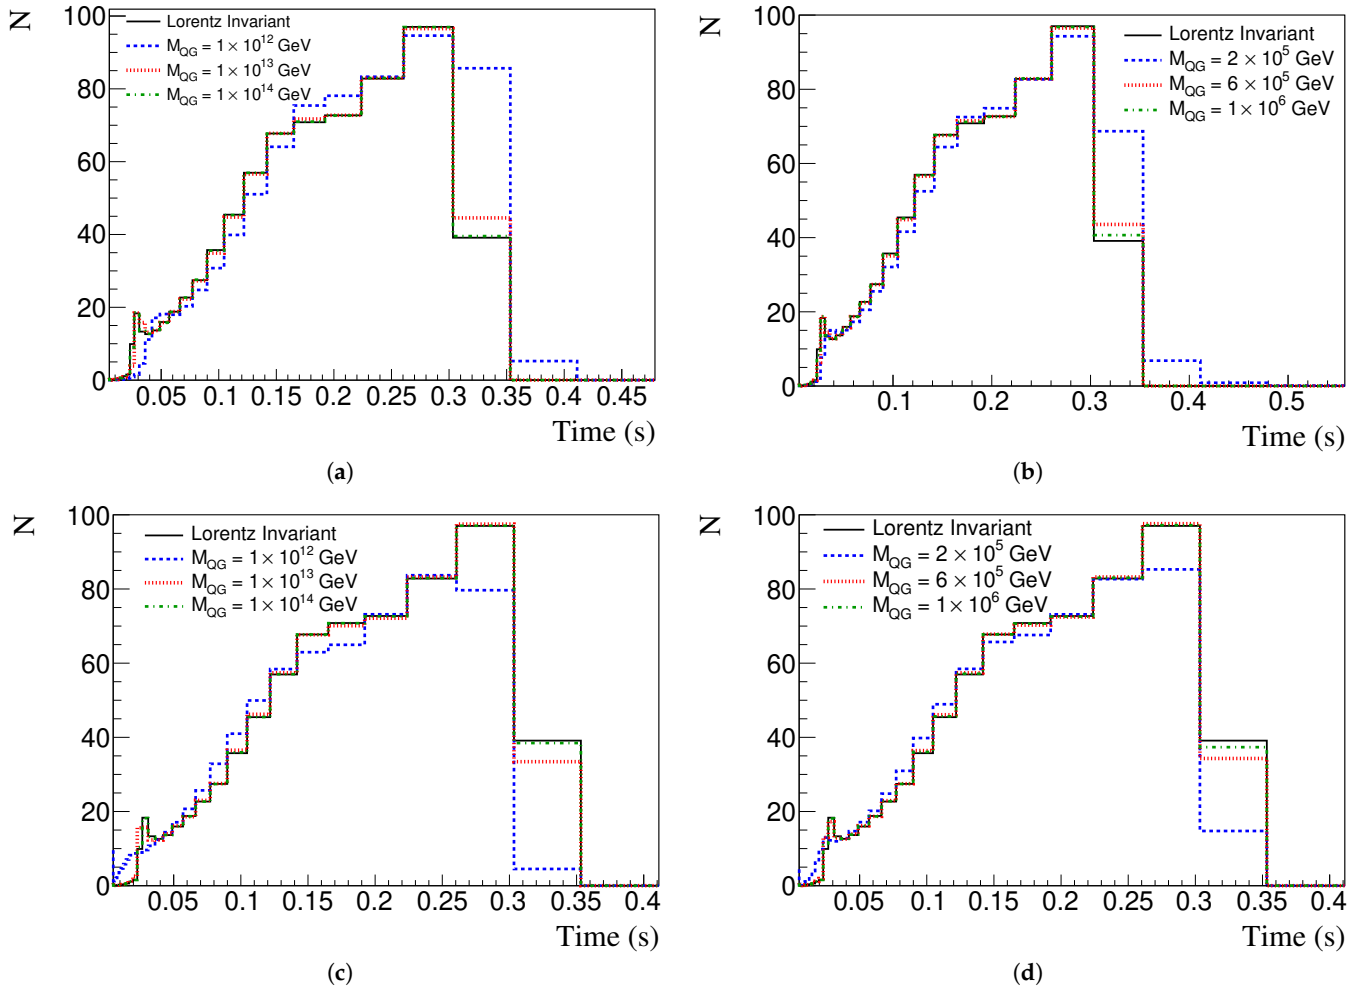 N
100
80
60
40
20
0
Lorentz Invariant
M_QG = 1 × 10^12 GeV
M_QG = 1 × 10^13 GeV
M_QG = 1 × 10^14 GeV
0.05 0.1 0.15 0.2 0.25 0.3 0.35 0.4 0.45
Time (s)
(a)
N
100
80
60
40
20
0
Lorentz Invariant
M_QG = 2 × 10^5 GeV
M_QG = 6 × 10^5 GeV
M_QG = 1 × 10^6 GeV
0.1 0.2 0.3 0.4 0.5
Time (s)
(b)
N
100
80
60
40
20
0
Lorentz Invariant
M_QG = 1 × 10^12 GeV
M_QG = 1 × 10^13 GeV
M_QG = 1 × 10^14 GeV
0.05 0.1 0.15 0.2 0.25 0.3 0.35 0.4
Time (s)
(c)
N
100
80
60
40
20
0
Lorentz Invariant
M_QG = 2 × 10^5 GeV
M_QG = 6 × 10^5 GeV
M_QG = 1 × 10^6 GeV
0.05 0.1 0.15 0.2 0.25 0.3 0.35 0.4
Time (s)
(d)